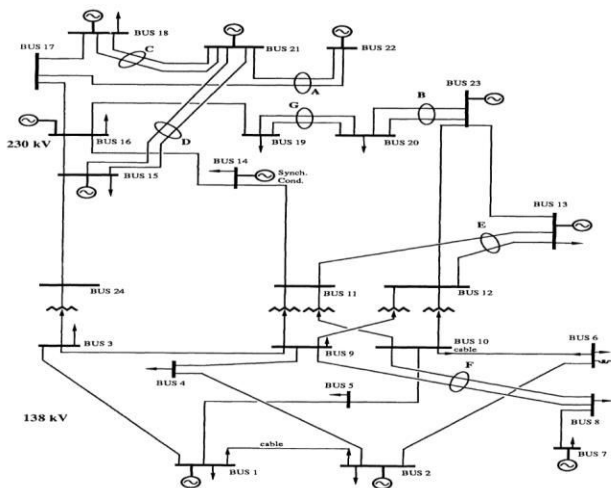 BUS 18
BUS 17
C
BUS 21
BUS 22
A
BUS 23
B
G
230 kV
BUS 16
D
BUS 19
BUS 20
BUS 14
BUS 15
Synch.
Cond.
BUS 13
E
BUS 24
BUS 11
BUS 12
BUS 3
BUS 9
BUS 10
cable
BUS 6
BUS 4
BUS 5
F
138 kV
BUS 8
cable
BUS 7
BUS 1
BUS 2